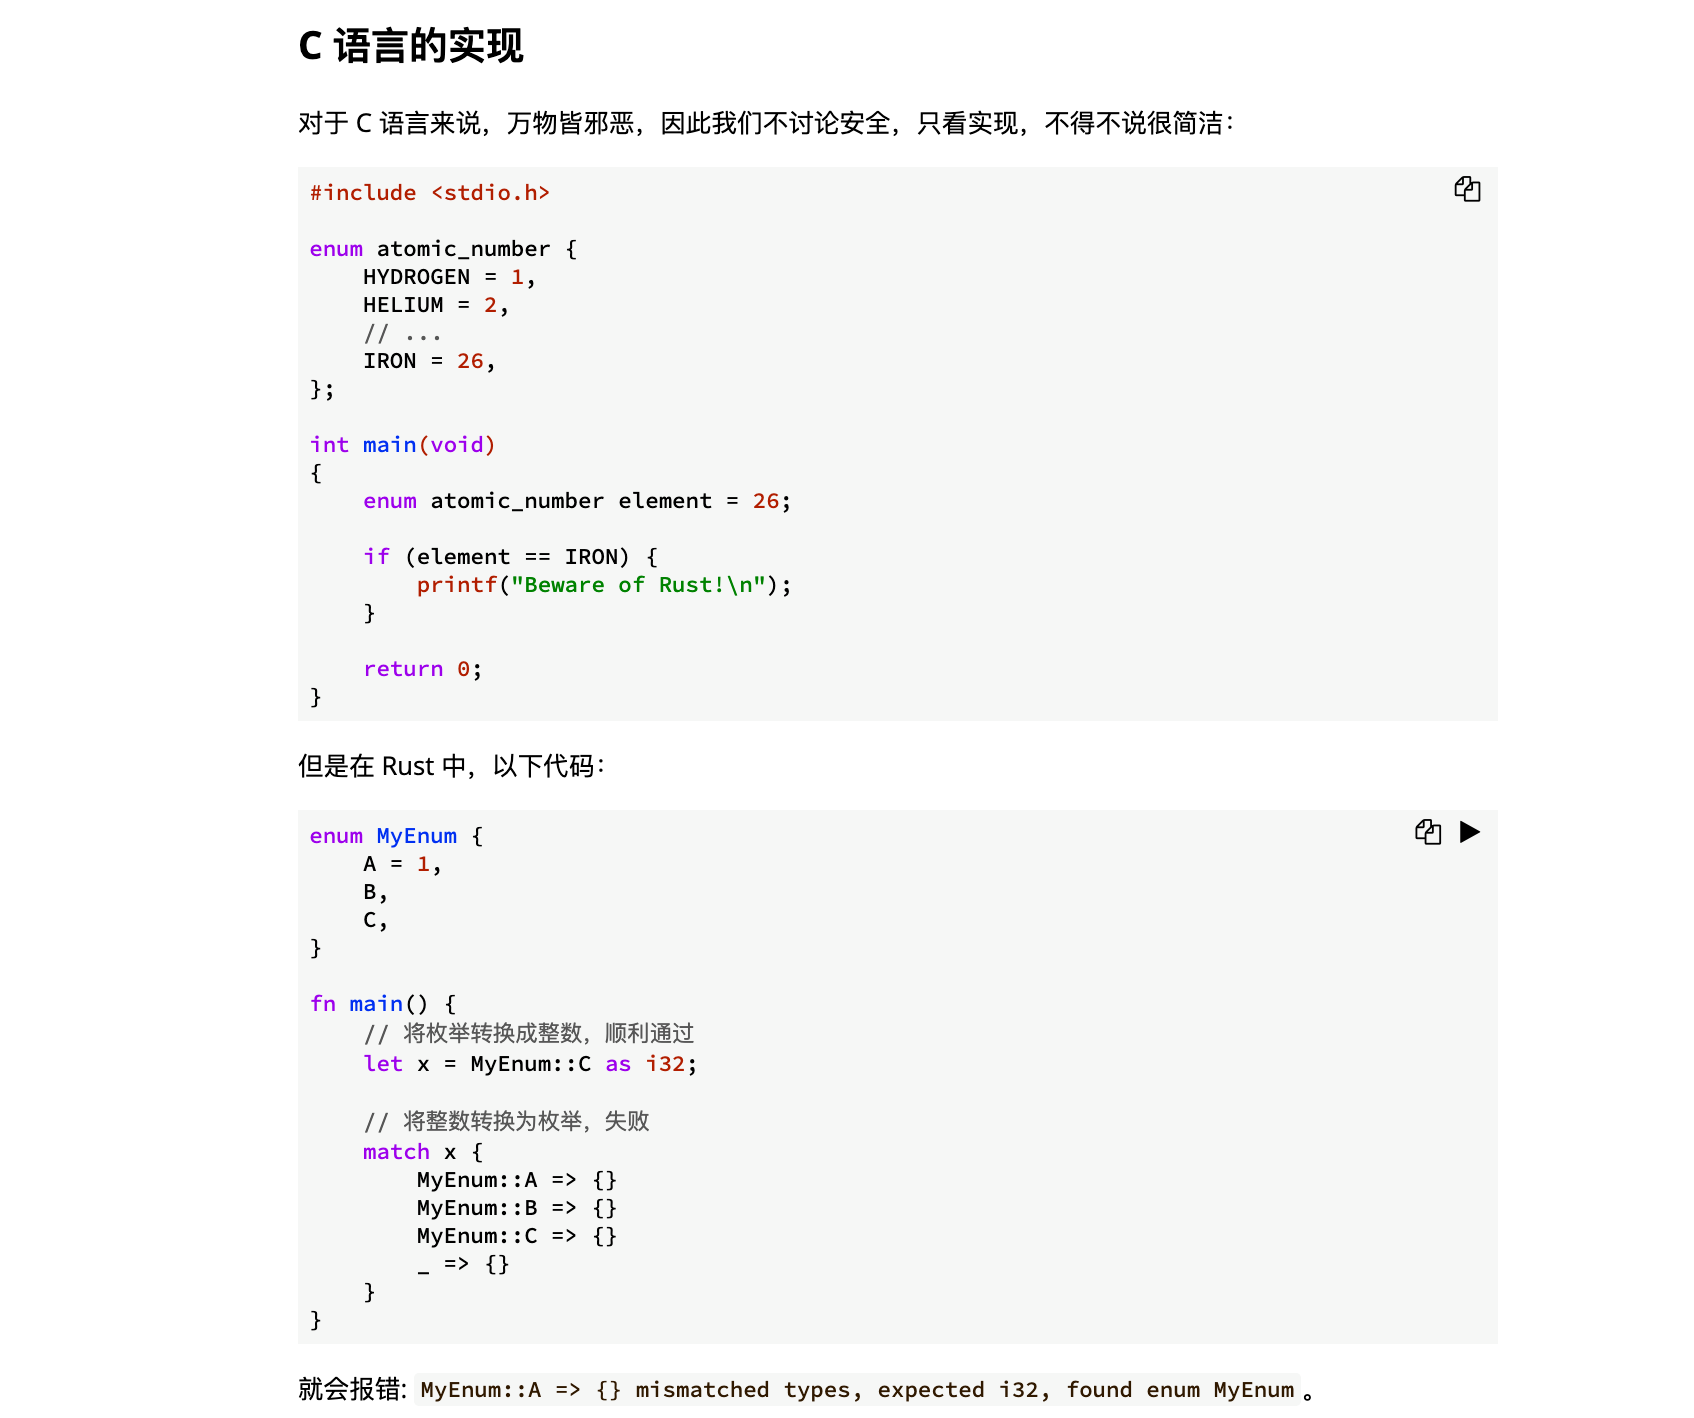 C 语言的实现
对于 C 语言来说，万物皆邪恶，因此我们不讨论安全，只看实现，不得不说很简洁：
#include <stdio.h>
enum atomic_number {
    HYDROGEN = 1,
    HELIUM = 2,
    // ...
    IRON = 26,
};
int main(void)
{
    enum atomic_number element = 26;
    if (element == IRON) {
        printf("Beware of Rust!\n");
    }
    return 0;
}
但是在 Rust 中，以下代码：
enum MyEnum {
    A = 1,
    B,
    C,
}
fn main() {
    // 将枚举转换成整数，顺利通过
    let x = MyEnum::C as i32;
    // 将整数转换为枚举，失败
    match x {
        MyEnum::A => {}
        MyEnum::B => {}
        MyEnum::C => {}
        _ => {}
    }
}
就会报错: MyEnum::A => {} mismatched types, expected i32, found enum MyEnum 。